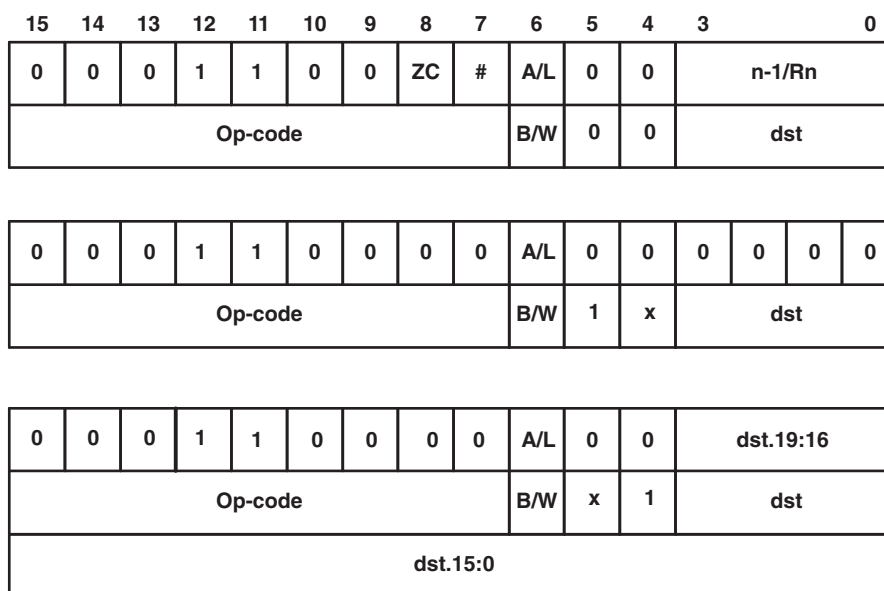 15 14 13 12 11 10 9 8 7 6 5 4 3 0
0 0 0 1 1 0 0 ZC # A/L 0 0 n-1/Rn
Op-code B/W 0 0 dst
0 0 0 1 1 0 0 0 0 A/L 0 0 0 0 0 0
Op-code B/W 1 x dst
0 0 0 1 1 0 0 0 0 A/L 0 0 dst.19:16
Op-code B/W x 1 dst
dst.15:0